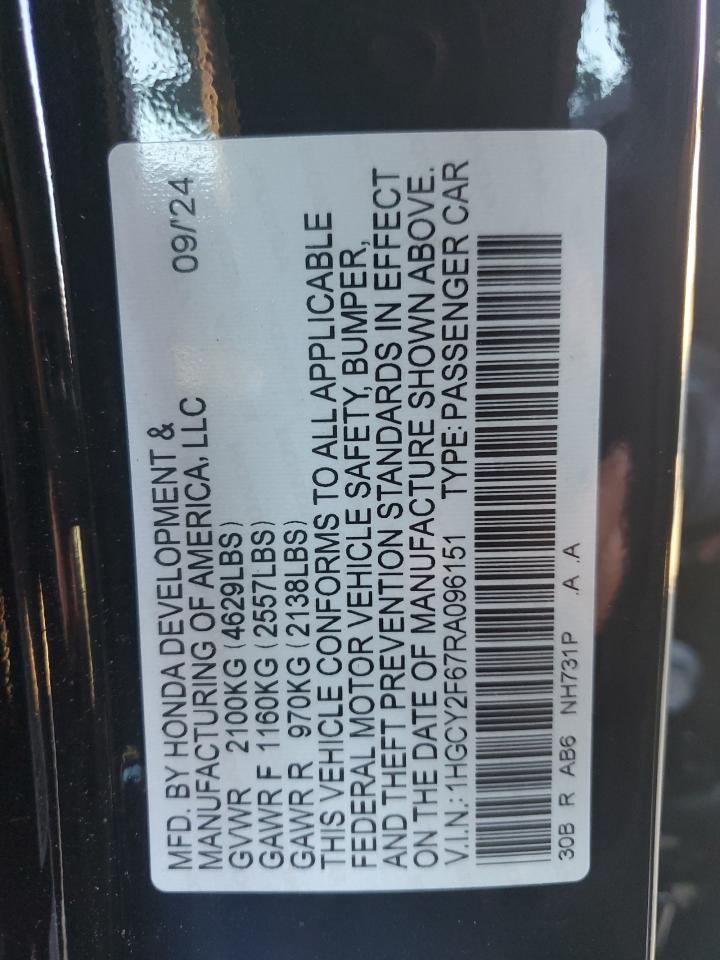 MFD. BY HONDA DEVELOPMENT & 09/'24
MANUFACTURING OF AMERICA, LLC
GVWR 2100KG (4629LBS)
GAWR F 1160KG (2557LBS)
GAWR R 970KG (2138LBS)
THIS VEHICLE CONFORMS TO ALL APPLICABLE
FEDERAL MOTOR VEHICLE SAFETY, BUMPER,
AND THEFT PREVENTION STANDARDS IN EFFECT
ON THE DATE OF MANUFACTURE SHOWN ABOVE.
V.I.N.: 1HGCY2F67RA096151 TYPE: PASSENGER CAR
30B R AB6 NH731P .A .A